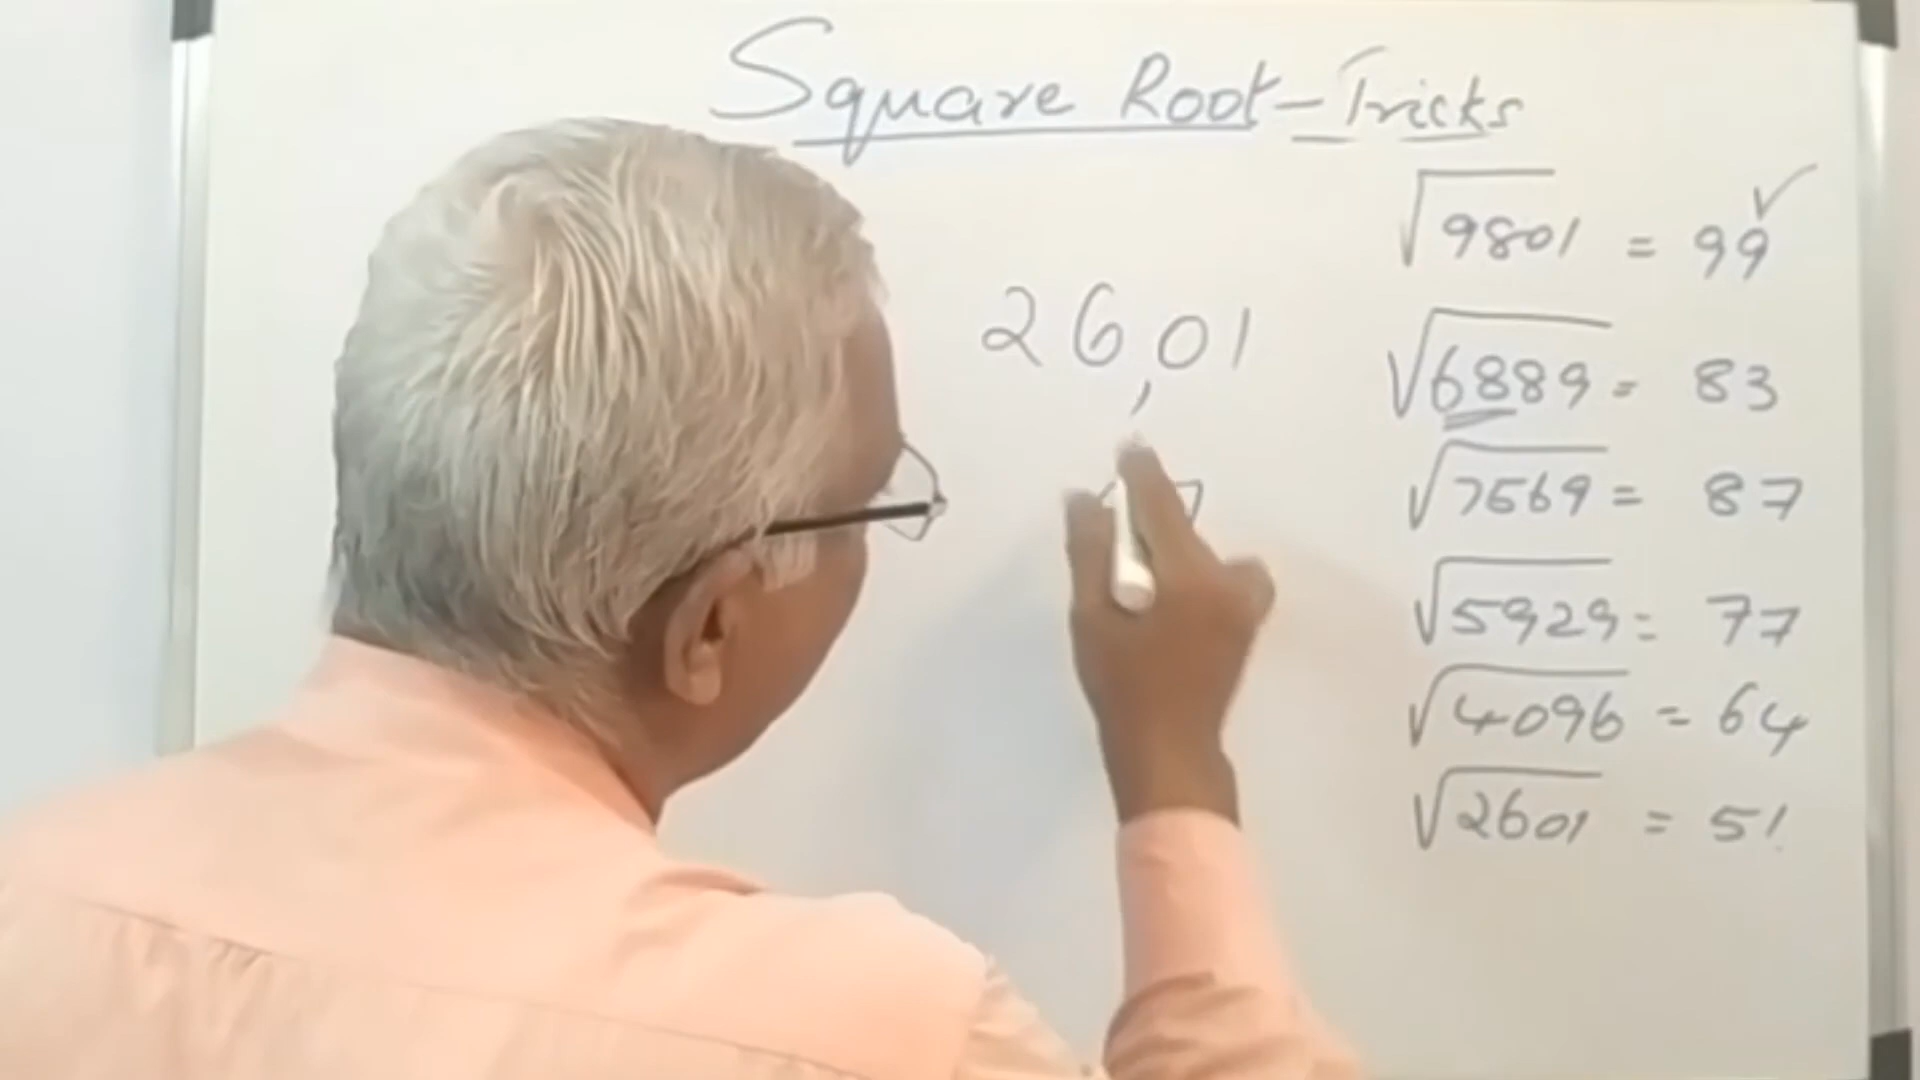 Square Root - Tricks
26,01
√9801 = 99 ✓
√6889 = 83
√7569 = 87
√5929 = 77
√4096 = 64
√2601 = 51